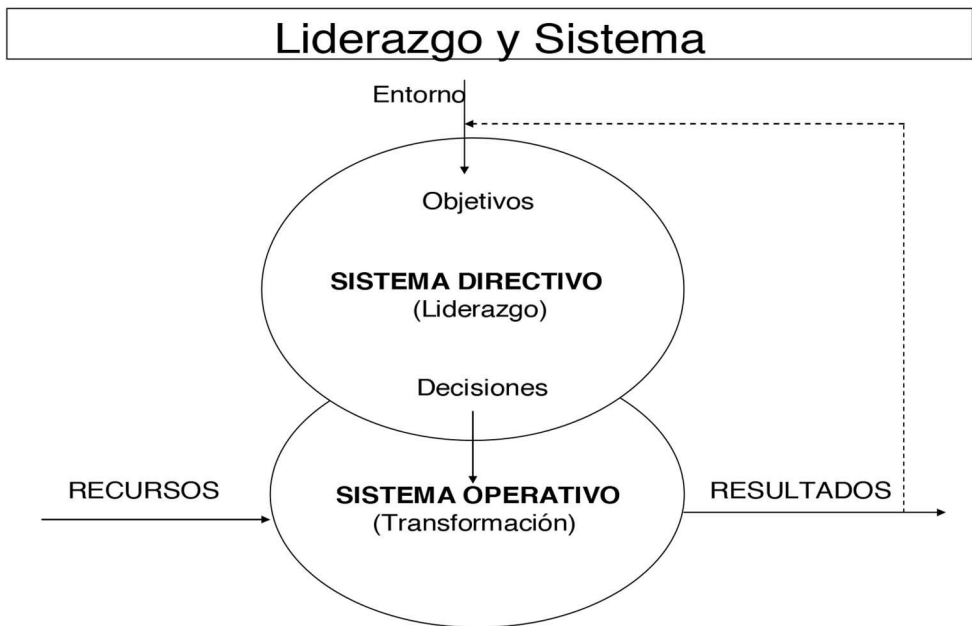 Liderazgo y Sistema
Entorno
Objetivos
SISTEMA DIRECTIVO
(Liderazgo)
Decisiones
RECURSOS
SISTEMA OPERATIVO
(Transformación)
RESULTADOS